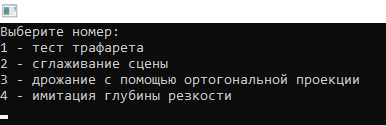 Выберите номер:
1 - тест трафарета
2 - сглаживание сцены
3 - дрожание с помощью ортогональной проекции
4 - имитация глубины резкости